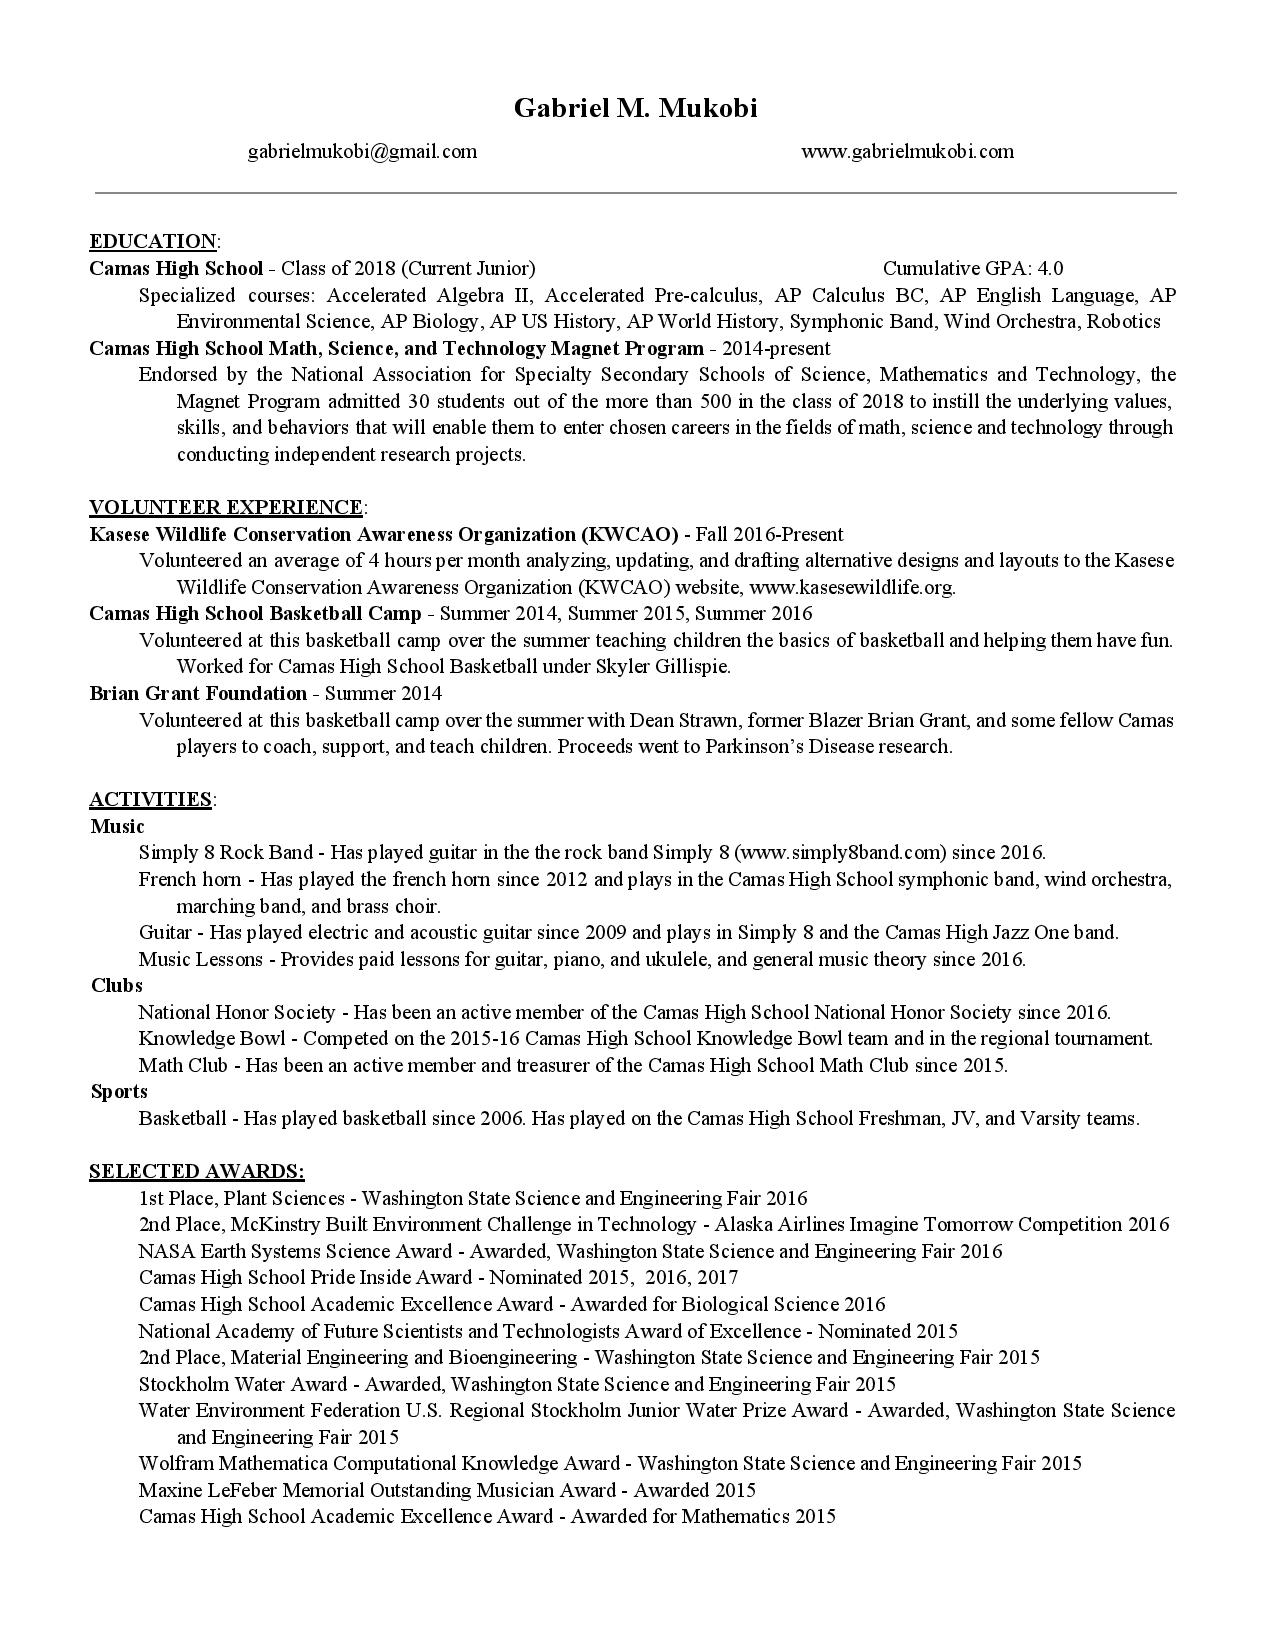 Gabriel M. Mukobi
gabrielmukobi@gmail.com www.gabrielmukobi.com
EDUCATION:
Camas High School - Class of 2018 (Current Junior) Cumulative GPA: 4.0
Specialized courses: Accelerated Algebra II, Accelerated Pre-calculus, AP Calculus BC, AP English Language, AP
Environmental Science, AP Biology, AP US History, AP World History, Symphonic Band, Wind Orchestra, Robotics
Camas High School Math, Science, and Technology Magnet Program - 2014-present
Endorsed by the National Association for Specialty Secondary Schools of Science, Mathematics and Technology, the
Magnet Program admitted 30 students out of the more than 500 in the class of 2018 to instill the underlying values,
skills, and behaviors that will enable them to enter chosen careers in the fields of math, science and technology through
conducting independent research projects.
VOLUNTEER EXPERIENCE:
Kasese Wildlife Conservation Awareness Organization (KWCAO) - Fall 2016-Present
Volunteered an average of 4 hours per month analyzing, updating, and drafting alternative designs and layouts to the Kasese
Wildlife Conservation Awareness Organization (KWCAO) website, www.kasesewildlife.org.
Camas High School Basketball Camp - Summer 2014, Summer 2015, Summer 2016
Volunteered at this basketball camp over the summer teaching children the basics of basketball and helping them have fun.
Worked for Camas High School Basketball under Skyler Gillispie.
Brian Grant Foundation - Summer 2014
Volunteered at this basketball camp over the summer with Dean Strawn, former Blazer Brian Grant, and some fellow Camas
players to coach, support, and teach children. Proceeds went to Parkinson's Disease research.
ACTIVITIES:
Music
Simply 8 Rock Band - Has played guitar in the the rock band Simply 8 (www.simply8band.com) since 2016.
French horn - Has played the french horn since 2012 and plays in the Camas High School symphonic band, wind orchestra,
marching band, and brass choir.
Guitar - Has played electric and acoustic guitar since 2009 and plays in Simply 8 and the Camas High Jazz One band.
Music Lessons - Provides paid lessons for guitar, piano, and ukulele, and general music theory since 2016.
Clubs
National Honor Society - Has been an active member of the Camas High School National Honor Society since 2016.
Knowledge Bowl - Competed on the 2015-16 Camas High School Knowledge Bowl team and in the regional tournament.
Math Club - Has been an active member and treasurer of the Camas High School Math Club since 2015.
Sports
Basketball - Has played basketball since 2006. Has played on the Camas High School Freshman, JV, and Varsity teams.
SELECTED AWARDS:
1st Place, Plant Sciences - Washington State Science and Engineering Fair 2016
2nd Place, McKinstry Built Environment Challenge in Technology - Alaska Airlines Imagine Tomorrow Competition 2016
NASA Earth Systems Science Award - Awarded, Washington State Science and Engineering Fair 2016
Camas High School Pride Inside Award - Nominated 2015, 2016, 2017
Camas High School Academic Excellence Award - Awarded for Biological Science 2016
National Academy of Future Scientists and Technologists Award of Excellence - Nominated 2015
2nd Place, Material Engineering and Bioengineering - Washington State Science and Engineering Fair 2015
Stockholm Water Award - Awarded, Washington State Science and Engineering Fair 2015
Water Environment Federation U.S. Regional Stockholm Junior Water Prize Award - Awarded, Washington State Science
and Engineering Fair 2015
Wolfram Mathematica Computational Knowledge Award - Washington State Science and Engineering Fair 2015
Maxine LeFeber Memorial Outstanding Musician Award - Awarded 2015
Camas High School Academic Excellence Award - Awarded for Mathematics 2015